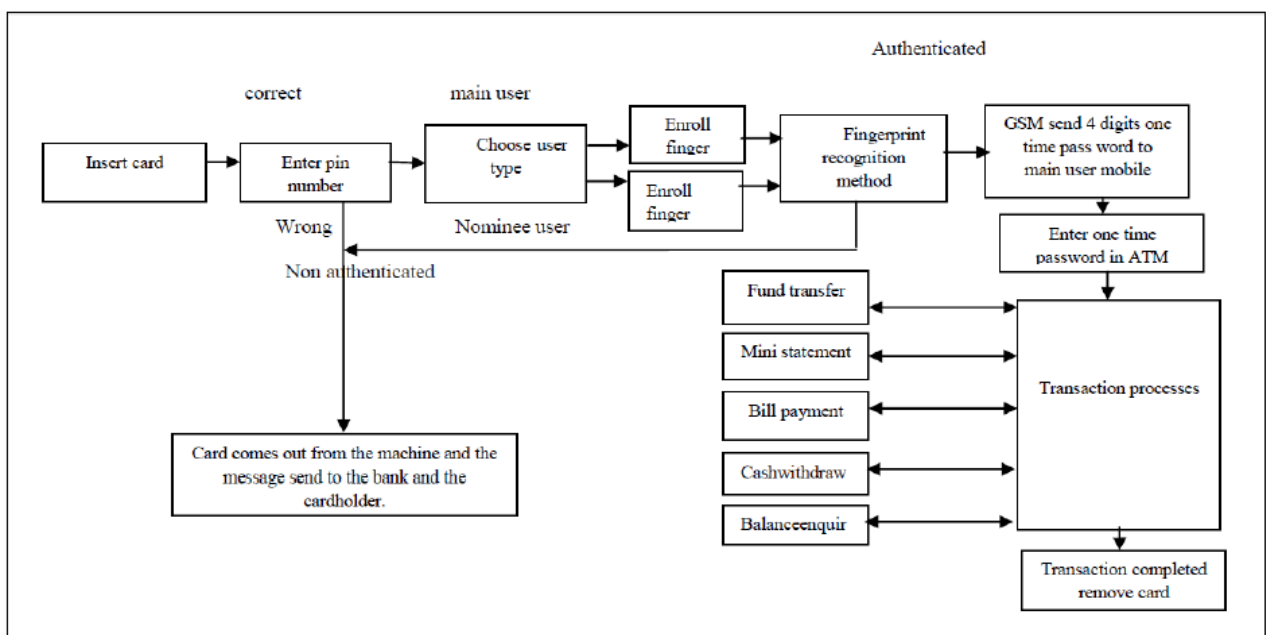 Authenticated
correct
main user
Insert card
Enter pin
number
Choose user
type
Enroll
finger
Enroll
finger
Fingerprint
recognition
method
GSM send 4 digits one
time pass word to
main user mobile
Wrong
Nominee user
Non authenticated
Enter one time
password in ATM
Fund transfer
Mini statement
Bill payment
Cashwithdraw
Balanceenquir
Transaction processes
Card comes out from the machine and the
message send to the bank and the
cardholder.
Transaction completed
remove card